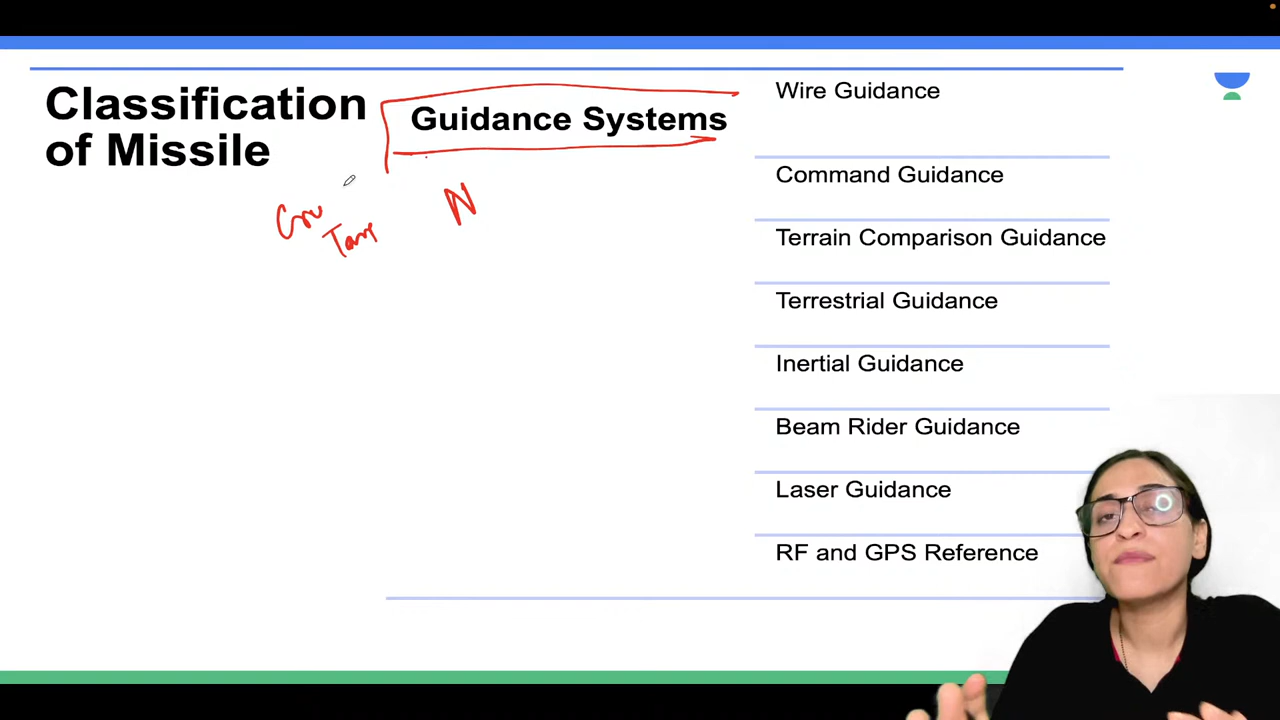 Classification
of Missile
Guidance Systems
N
Wire Guidance
Command Guidance
Terrain Comparison Guidance
Terrestrial Guidance
Inertial Guidance
Beam Rider Guidance
Laser Guidance
RF and GPS Reference